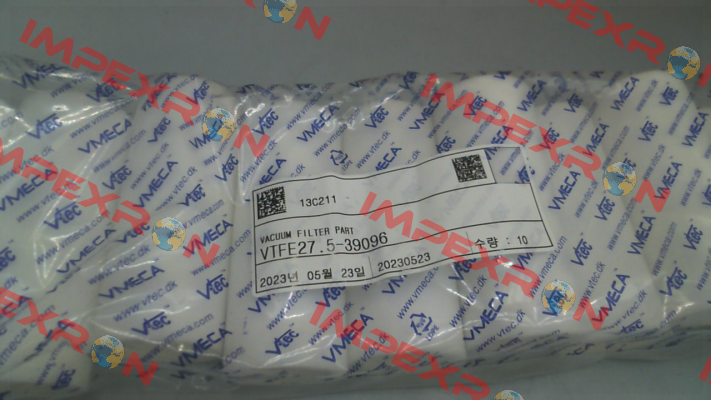 13C211
VACUUM FILTER PART
VTFE27.5-39096
수량 : 10
2023년 05월 23일 20230523
Vtec
VMECA
www.vmeca.com
www.vtec.dk
IMPEXRON